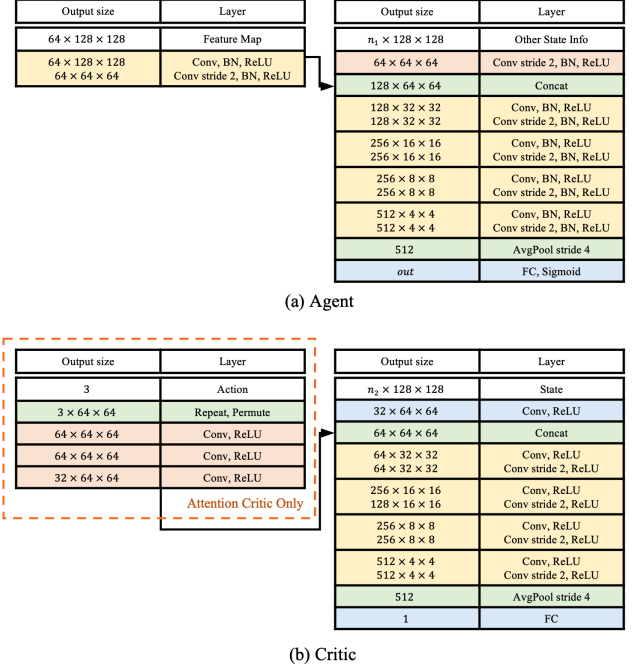 Output size Layer
64 × 128 × 128 Feature Map
64 × 128 × 128 Conv, BN, ReLU
64 × 64 × 64 Conv stride 2, BN, ReLU
Output size Layer
n₁ × 128 × 128 Other State Info
64 × 64 × 64 Conv stride 2, BN, ReLU
128 × 64 × 64 Concat
128 × 32 × 32 Conv, BN, ReLU
128 × 32 × 32 Conv stride 2, BN, ReLU
256 × 16 × 16 Conv, BN, ReLU
256 × 16 × 16 Conv stride 2, BN, ReLU
256 × 8 × 8 Conv, BN, ReLU
256 × 8 × 8 Conv stride 2, BN, ReLU
512 × 4 × 4 Conv, BN, ReLU
512 × 4 × 4 Conv stride 2, BN, ReLU
512 AvgPool stride 4
out FC, Sigmoid
(a) Agent
Output size Layer
3 Action
3 × 64 × 64 Repeat, Permute
64 × 64 × 64 Conv, ReLU
64 × 64 × 64 Conv, ReLU
32 × 64 × 64 Conv, ReLU
Attention Critic Only
Output size Layer
n₂ × 128 × 128 State
32 × 64 × 64 Conv, ReLU
64 × 64 × 64 Concat
64 × 32 × 32 Conv, ReLU
64 × 32 × 32 Conv stride 2, ReLU
256 × 16 × 16 Conv, ReLU
128 × 16 × 16 Conv stride 2, ReLU
256 × 8 × 8 Conv, ReLU
256 × 8 × 8 Conv stride 2, ReLU
512 × 4 × 4 Conv, ReLU
512 × 4 × 4 Conv stride 2, ReLU
512 AvgPool stride 4
1 FC
(b) Critic